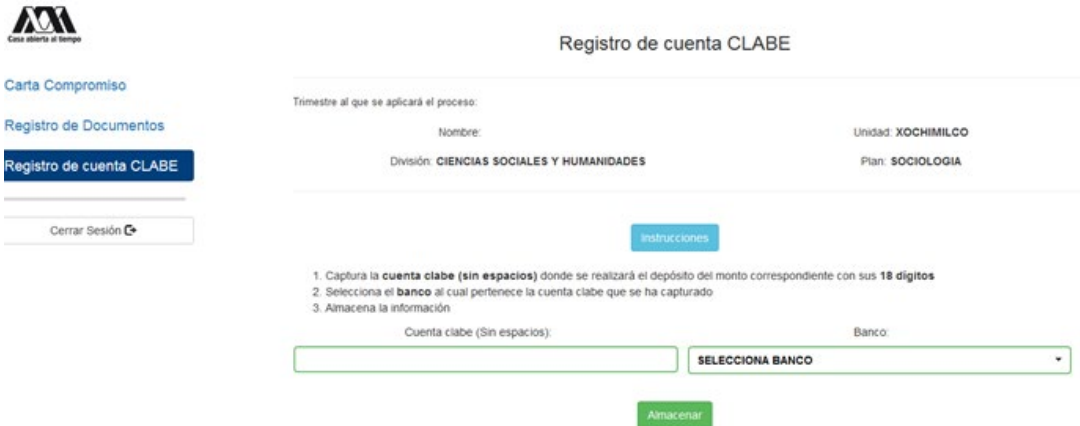 Casa abierta al tiempo
Carta Compromiso
Registro de Documentos
Registro de cuenta CLABE
Cerrar Sesión
Registro de cuenta CLABE
Trimestre al que se aplicará el proceso:
Nombre: Unidad: XOCHIMILCO
División: CIENCIAS SOCIALES Y HUMANIDADES Plan: SOCIOLOGIA
Instrucciones
1. Captura la cuenta clabe (sin espacios) donde se realizará el depósito del monto correspondiente con sus 18 dígitos
2. Selecciona el banco al cual pertenece la cuenta clabe que se ha capturado
3. Almacena la información
Cuenta clabe (Sin espacios): Banco:
SELECCIONA BANCO
Almacenar